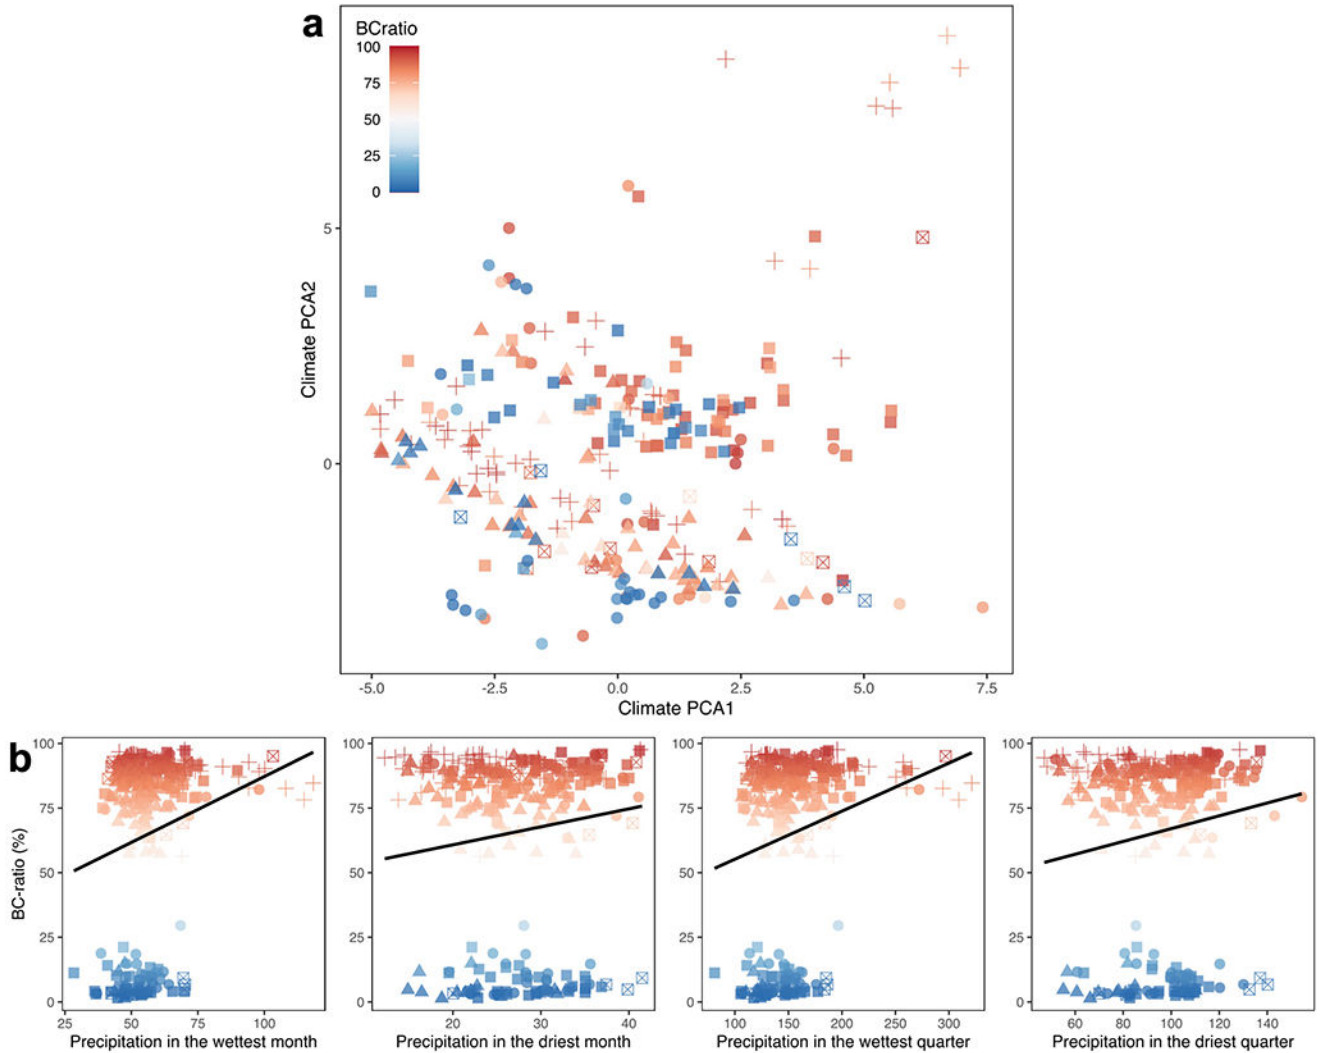 a
BCratio
100
75
50
25
0
5
0
Climate PCA2
-5.0 -2.5 0.0 2.5 5.0 7.5
Climate PCA1
b
BC-ratio (%)
100
75
50
25
0
25 50 75 100
Precipitation in the wettest month
100
75
50
25
0
20 30 40
Precipitation in the driest month
100
75
50
25
0
100 150 200 250 300
Precipitation in the wettest quarter
100
75
50
25
0
60 80 100 120 140
Precipitation in the driest quarter